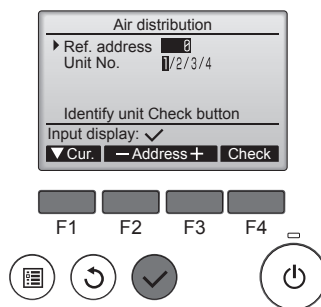 Air distribution
Ref. address 0
Unit No. 1/2/3/4
Identify unit Check button
Input display: ✓
▼ Cur. − Address + Check
F1 F2 F3 F4